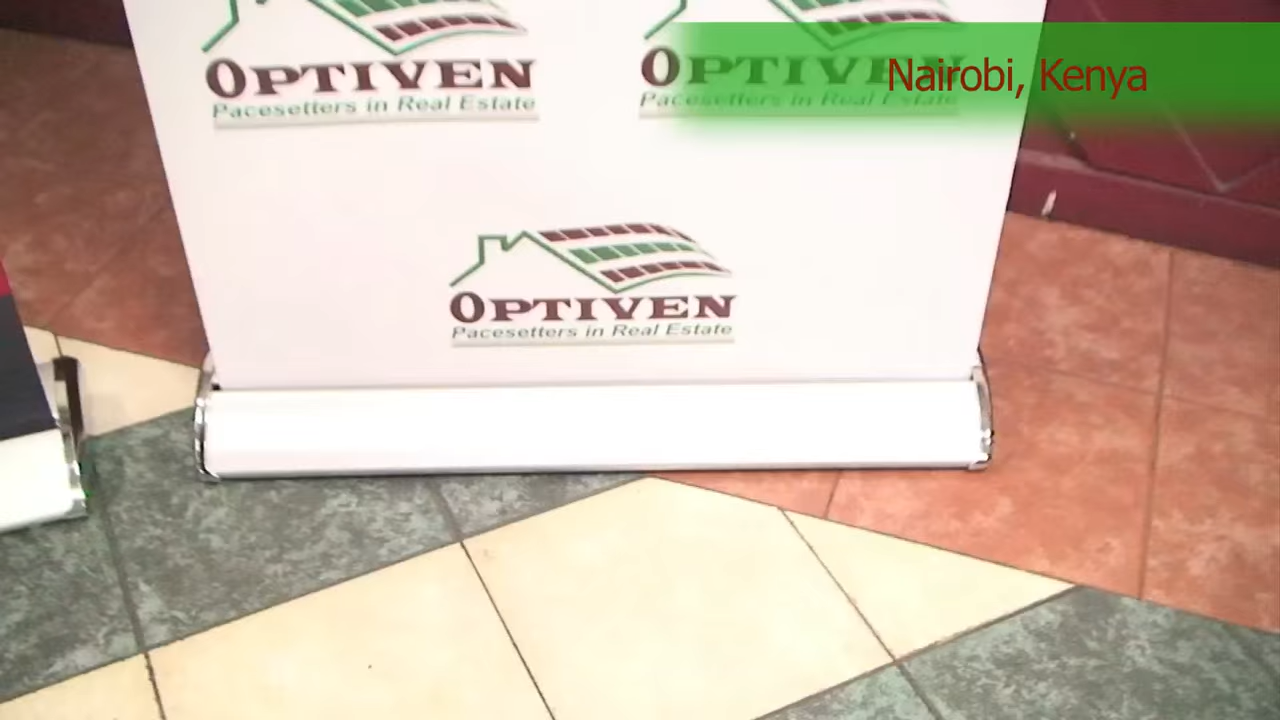 OPTIVEN
Pacesetters in Real Estate
OPTIVEN
Pacesetters in Real Estate
Nairobi, Kenya
OPTIVEN
Pacesetters in Real Estate